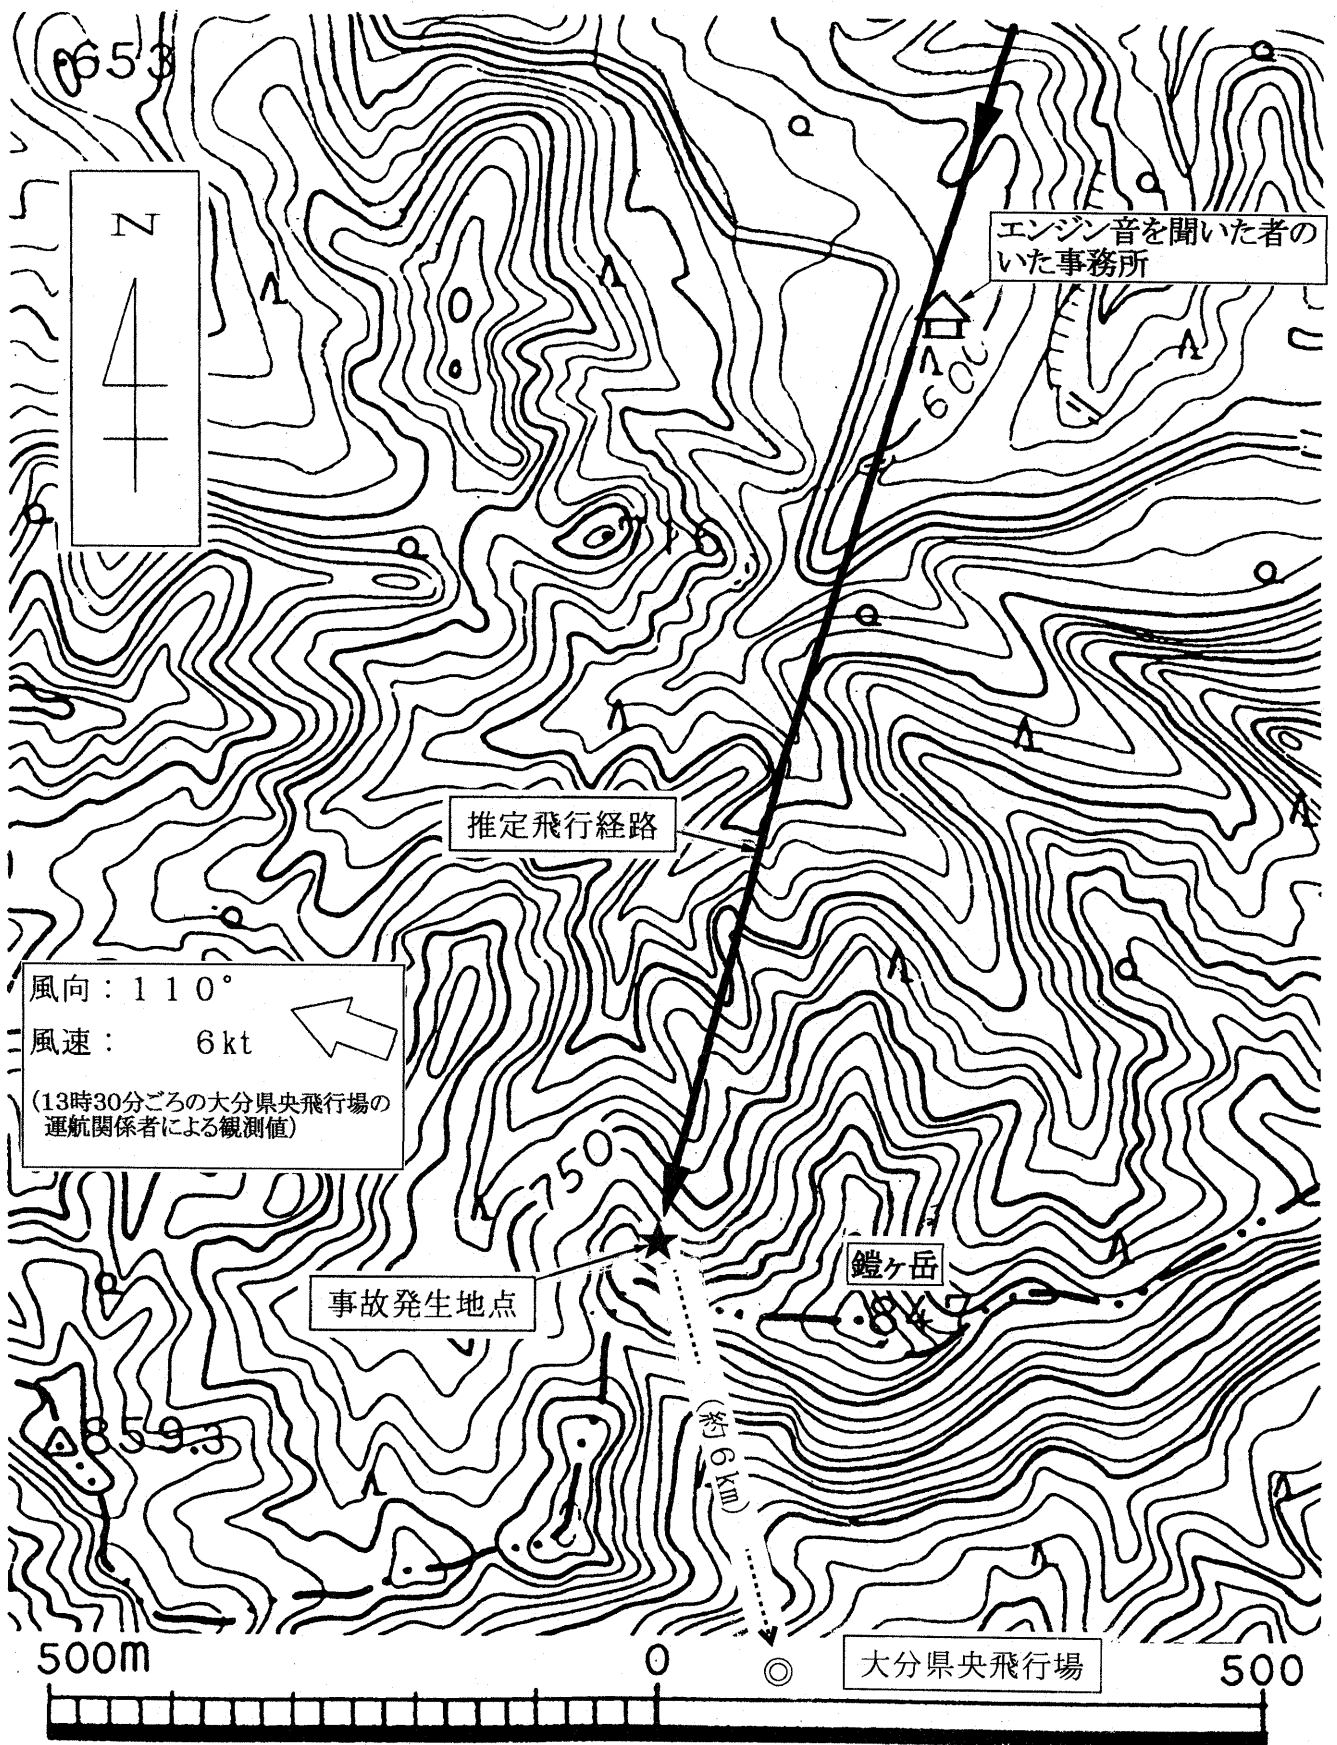 653
N
エンジン音を聞いた者の
いた事務所
600
716
推定飛行経路
風向：１１０°
風速：　６kt
(13時30分ごろの大分県央飛行場の
運航関係者による観測値)
750
事故発生地点
鎧ヶ岳
847
859.3
(約6km)
500m
0
500
大分県央飛行場